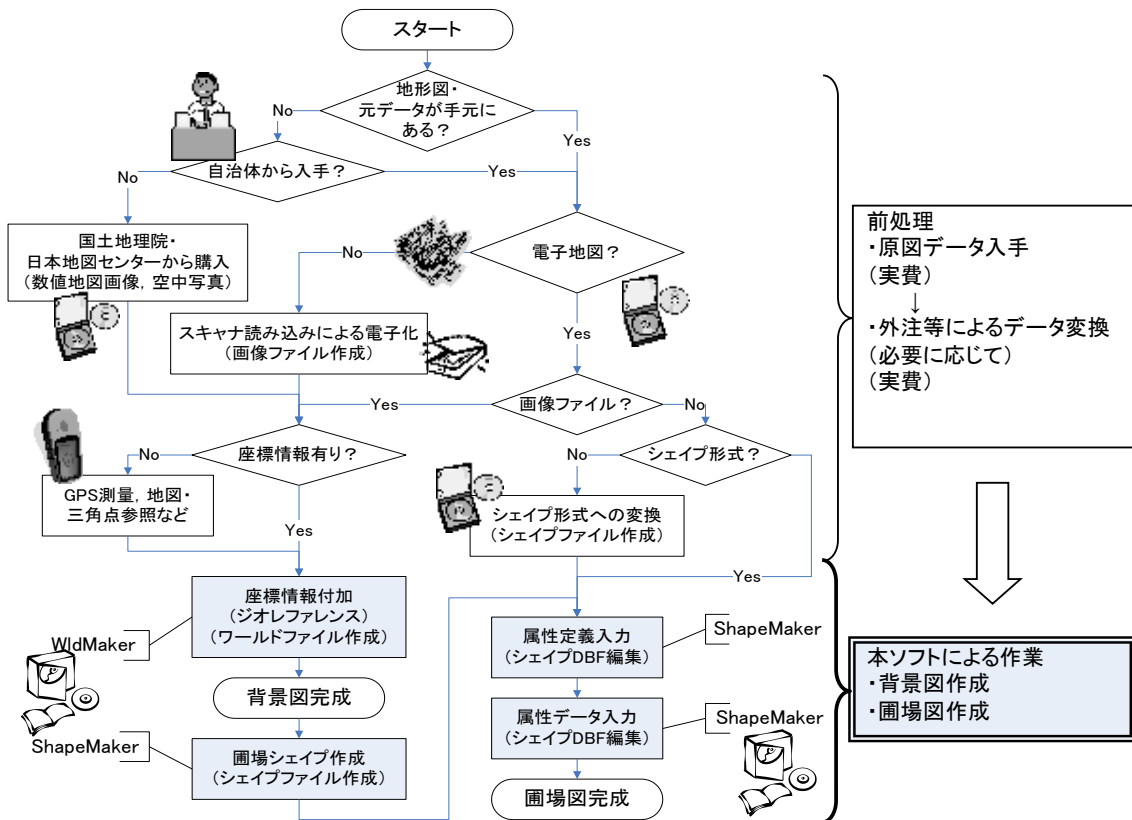 スタート
地形図・
元データが手元に
ある？
No
Yes
自治体から入手？
No
Yes
国土地理院・
日本地図センターから購入
(数値地図画像, 空中写真)
電子地図？
No
Yes
スキャナ読み込みによる電子化
(画像ファイル作成)
画像ファイル？
Yes
No
座標情報有り？
No
Yes
シェイプ形式？
No
Yes
GPS測量, 地図・
三角点参照など
シェイプ形式への変換
(シェイプファイル作成)
座標情報付加
(ジオレファレンス)
(ワールドファイル作成)
WldMaker
属性定義入力
(シェイプDBF編集)
ShapeMaker
背景図完成
属性データ入力
(シェイプDBF編集)
ShapeMaker
ShapeMaker
圃場シェイプ作成
(シェイプファイル作成)
圃場図完成
前処理
・原図データ入手
(実費)
↓
・外注等によるデータ変換
(必要に応じて)
(実費)
本ソフトによる作業
・背景図作成
・圃場図作成